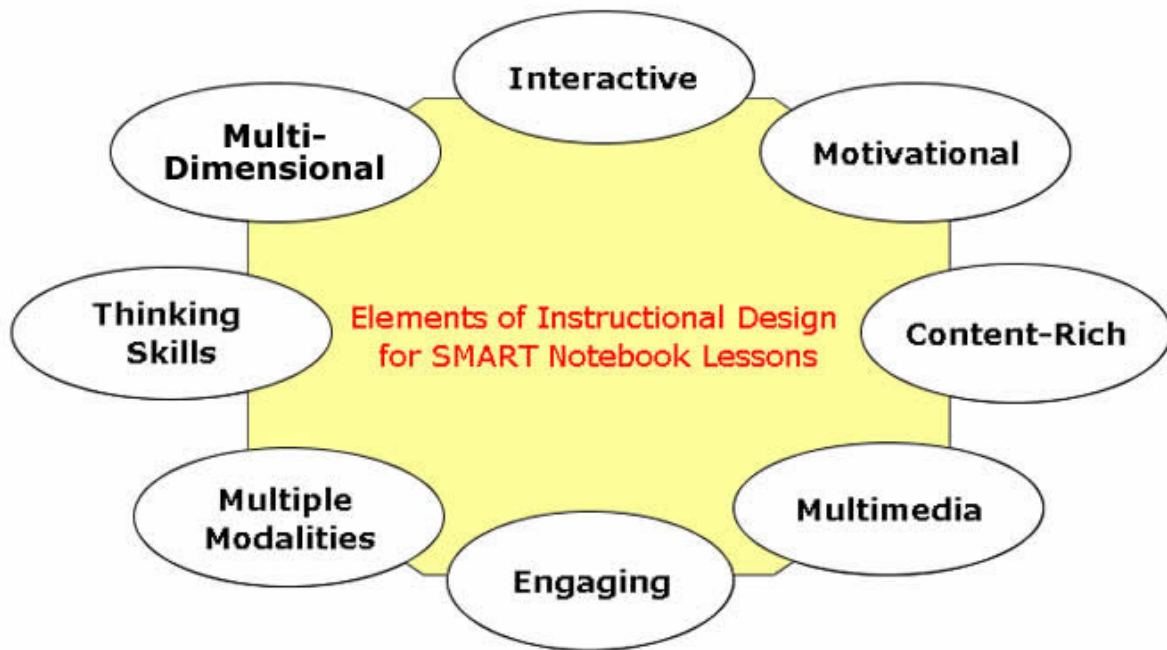 Interactive
Multi-
Dimensional
Motivational
Thinking
Skills
Elements of Instructional Design
for SMART Notebook Lessons
Content-Rich
Multiple
Modalities
Multimedia
Engaging